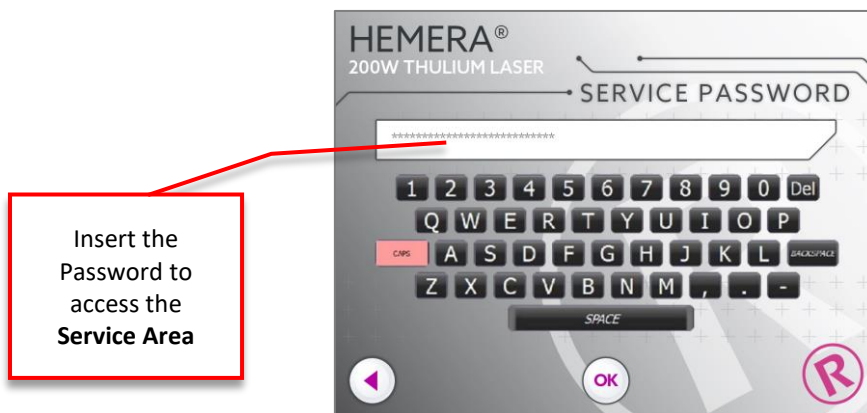 HEMERA®
200W THULIUM LASER
SERVICE PASSWORD
***************************
1 2 3 4 5 6 7 8 9 0 Del
Q W E R T Y U I O P
CAPS A S D F G H J K L BACKSPACE
Z X C V B N M , . -
SPACE
OK
R
Insert the
Password to
access the
Service Area